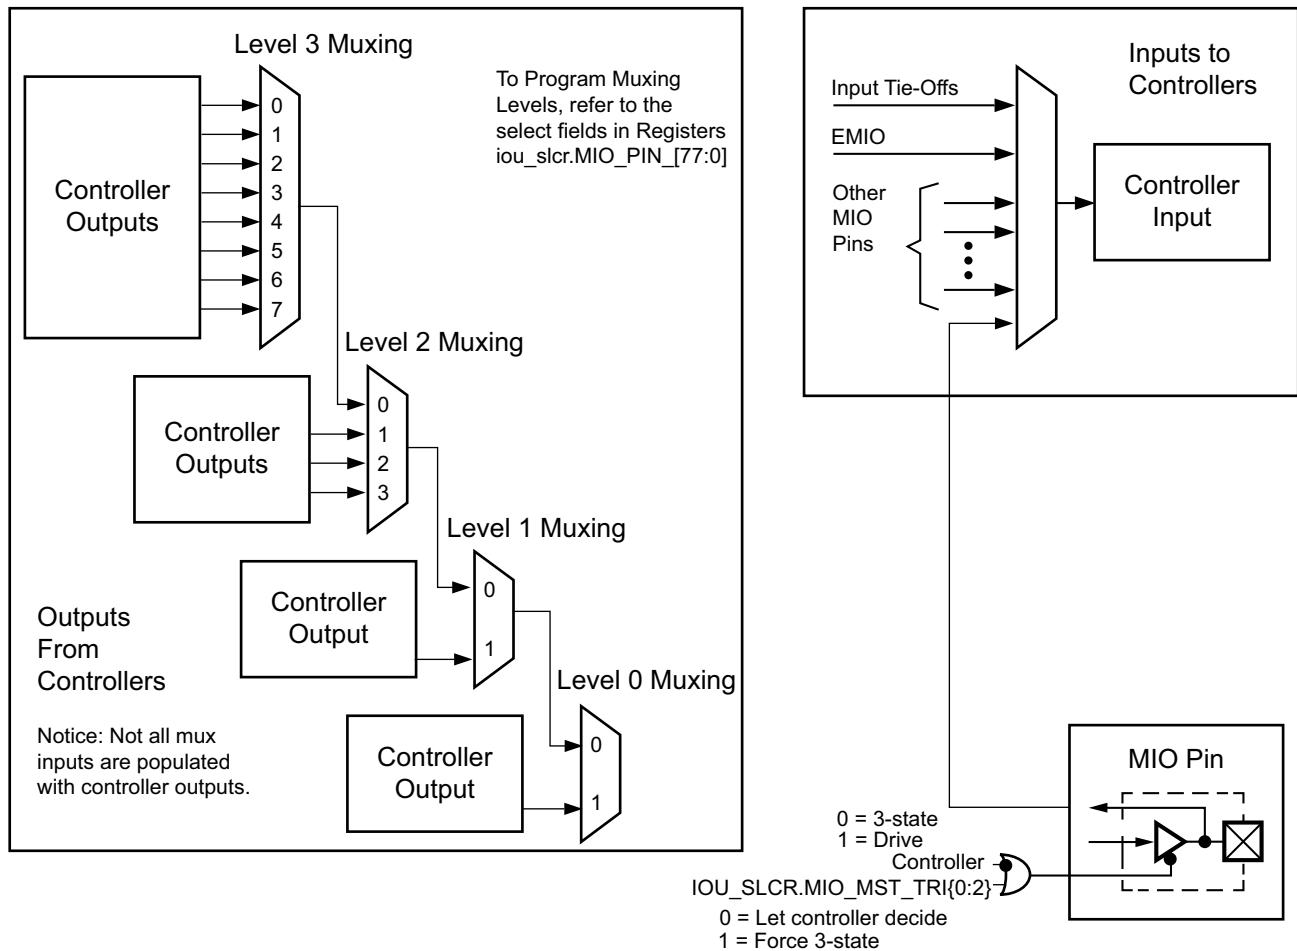 Level 3 Muxing
Controller
Outputs
0
1
2
3
4
5
6
7
To Program Muxing
Levels, refer to the
select fields in Registers
iou_slcr.MIO_PIN_[77:0]
Level 2 Muxing
Controller
Outputs
0
1
2
3
Level 1 Muxing
Controller
Output
0
1
Level 0 Muxing
Controller
Output
0
1
Outputs
From
Controllers
Notice: Not all mux
inputs are populated
with controller outputs.
Inputs to
Controllers
Input Tie-Offs
EMIO
Other
MIO
Pins
Controller
Input
MIO Pin
0 = 3-state
1 = Drive
Controller
IOU_SLCR.MIO_MST_TRI{0:2}
0 = Let controller decide
1 = Force 3-state